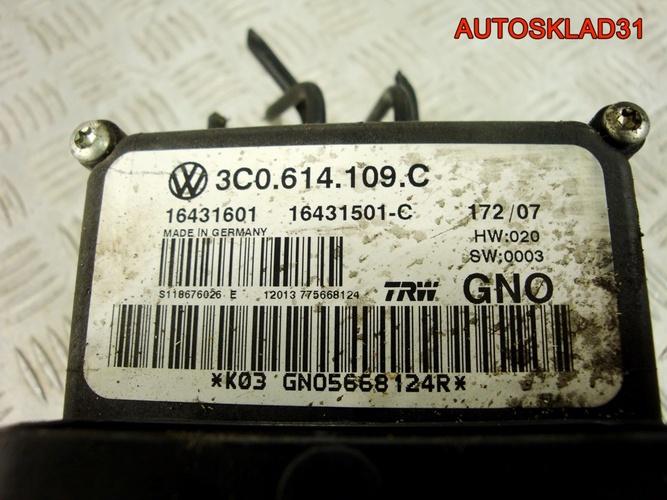 AUTOSKLAD31
3C0.614.109.C
16431601 16431501-C 172/07
MADE IN GERMANY
HW:020
SW:0003
S118676026 E 12013 775668124
TRW GNO
*K03 GNO5668124R*